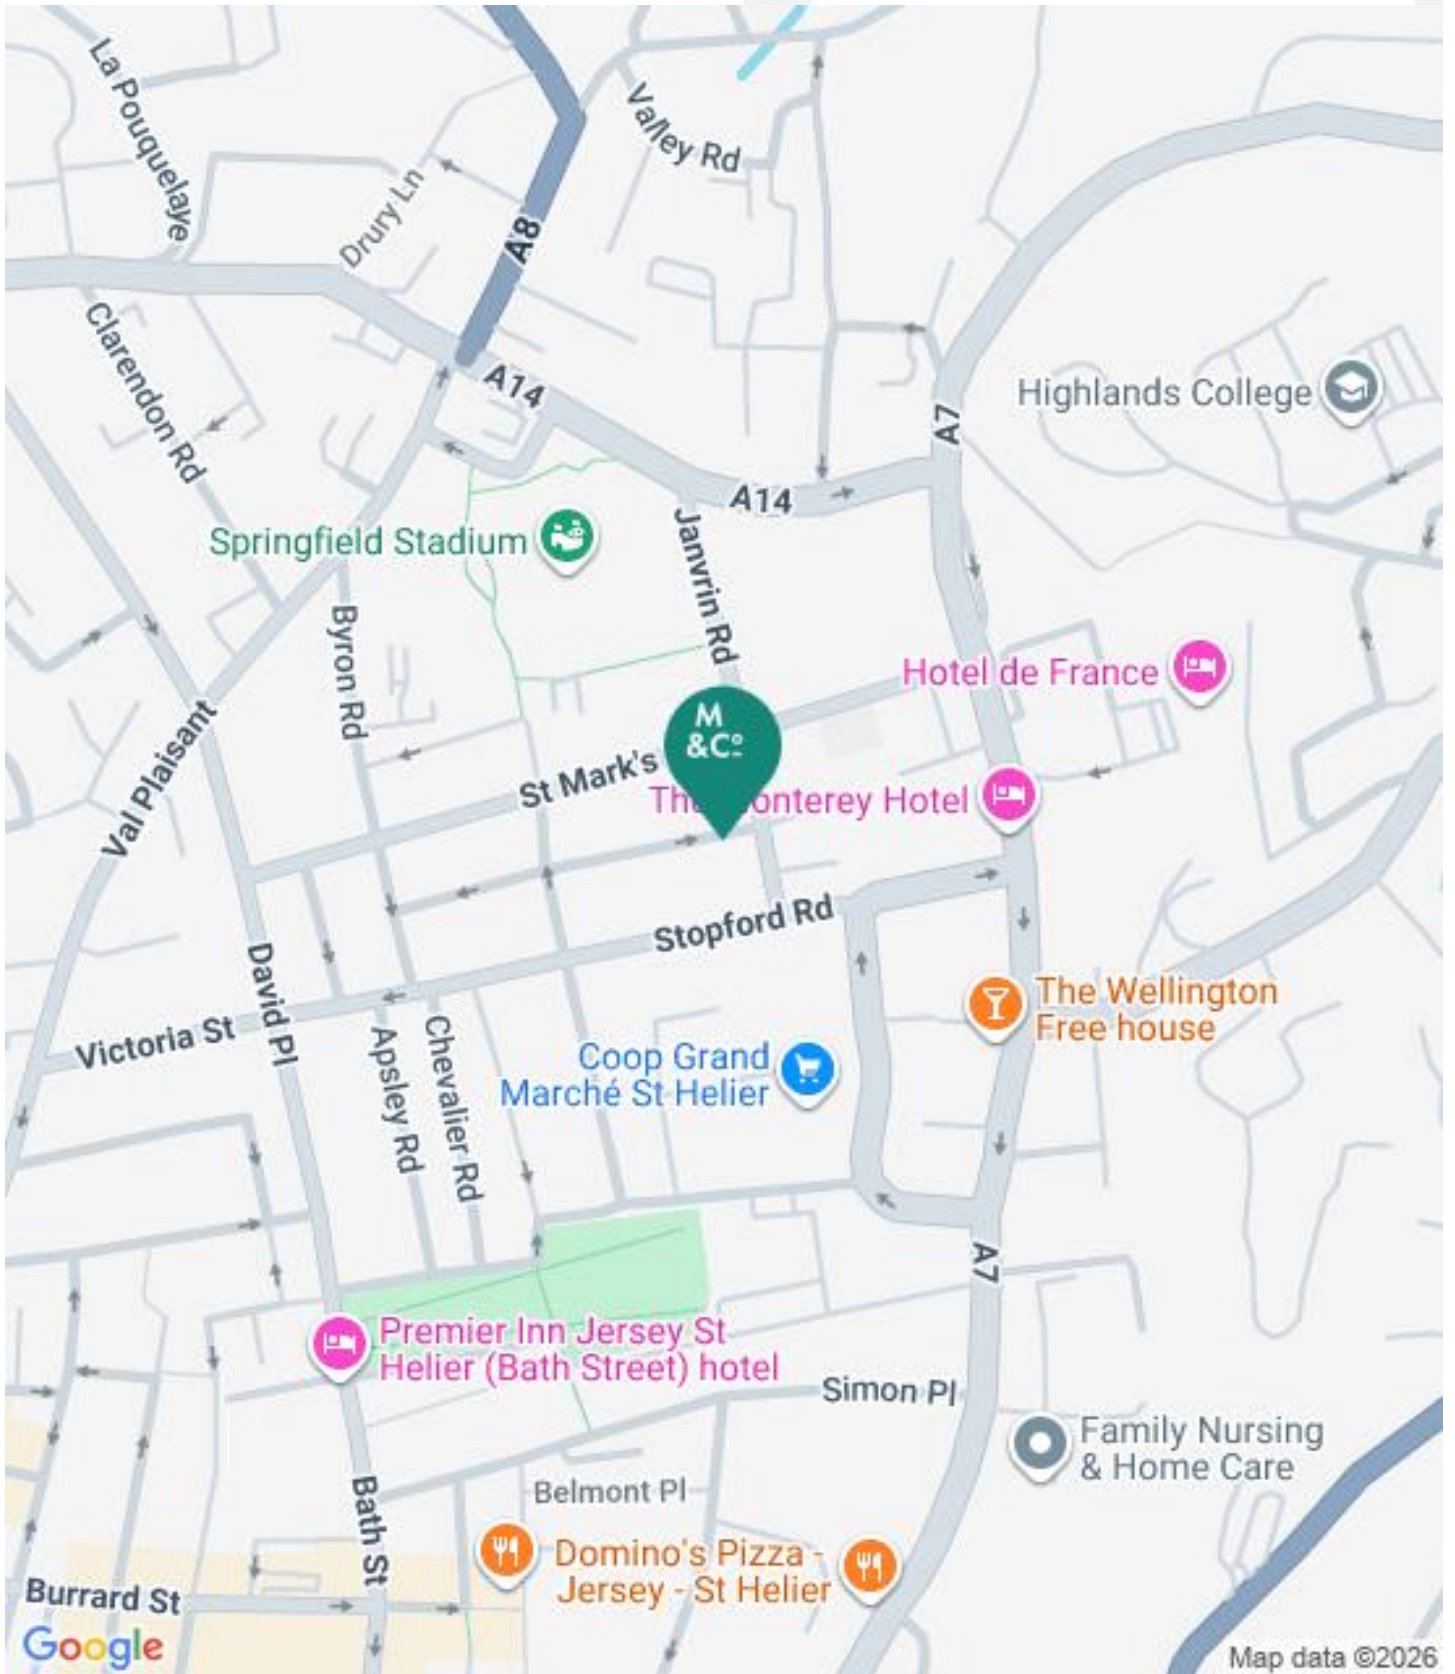 La Pouquelaye
Valley Rd
Drury Ln
A8
Clarendon Rd
A14
A7
Highlands College
A14
Springfield Stadium
Janvrin Rd
Byron Rd
Hotel de France
M
&Co
Val Plaisant
St Mark's
Monterey Hotel
Stopford Rd
David Pl
The Wellington
Free house
Victoria St
Apsley Rd
Chevalier Rd
Coop Grand
Marché St Helier
A7
Premier Inn Jersey St
Helier (Bath Street) hotel
Simon Pl
Family Nursing
& Home Care
Bath St
Belmont Pl
Domino's Pizza -
Jersey - St Helier
Burrard St
Google
Map data ©2026